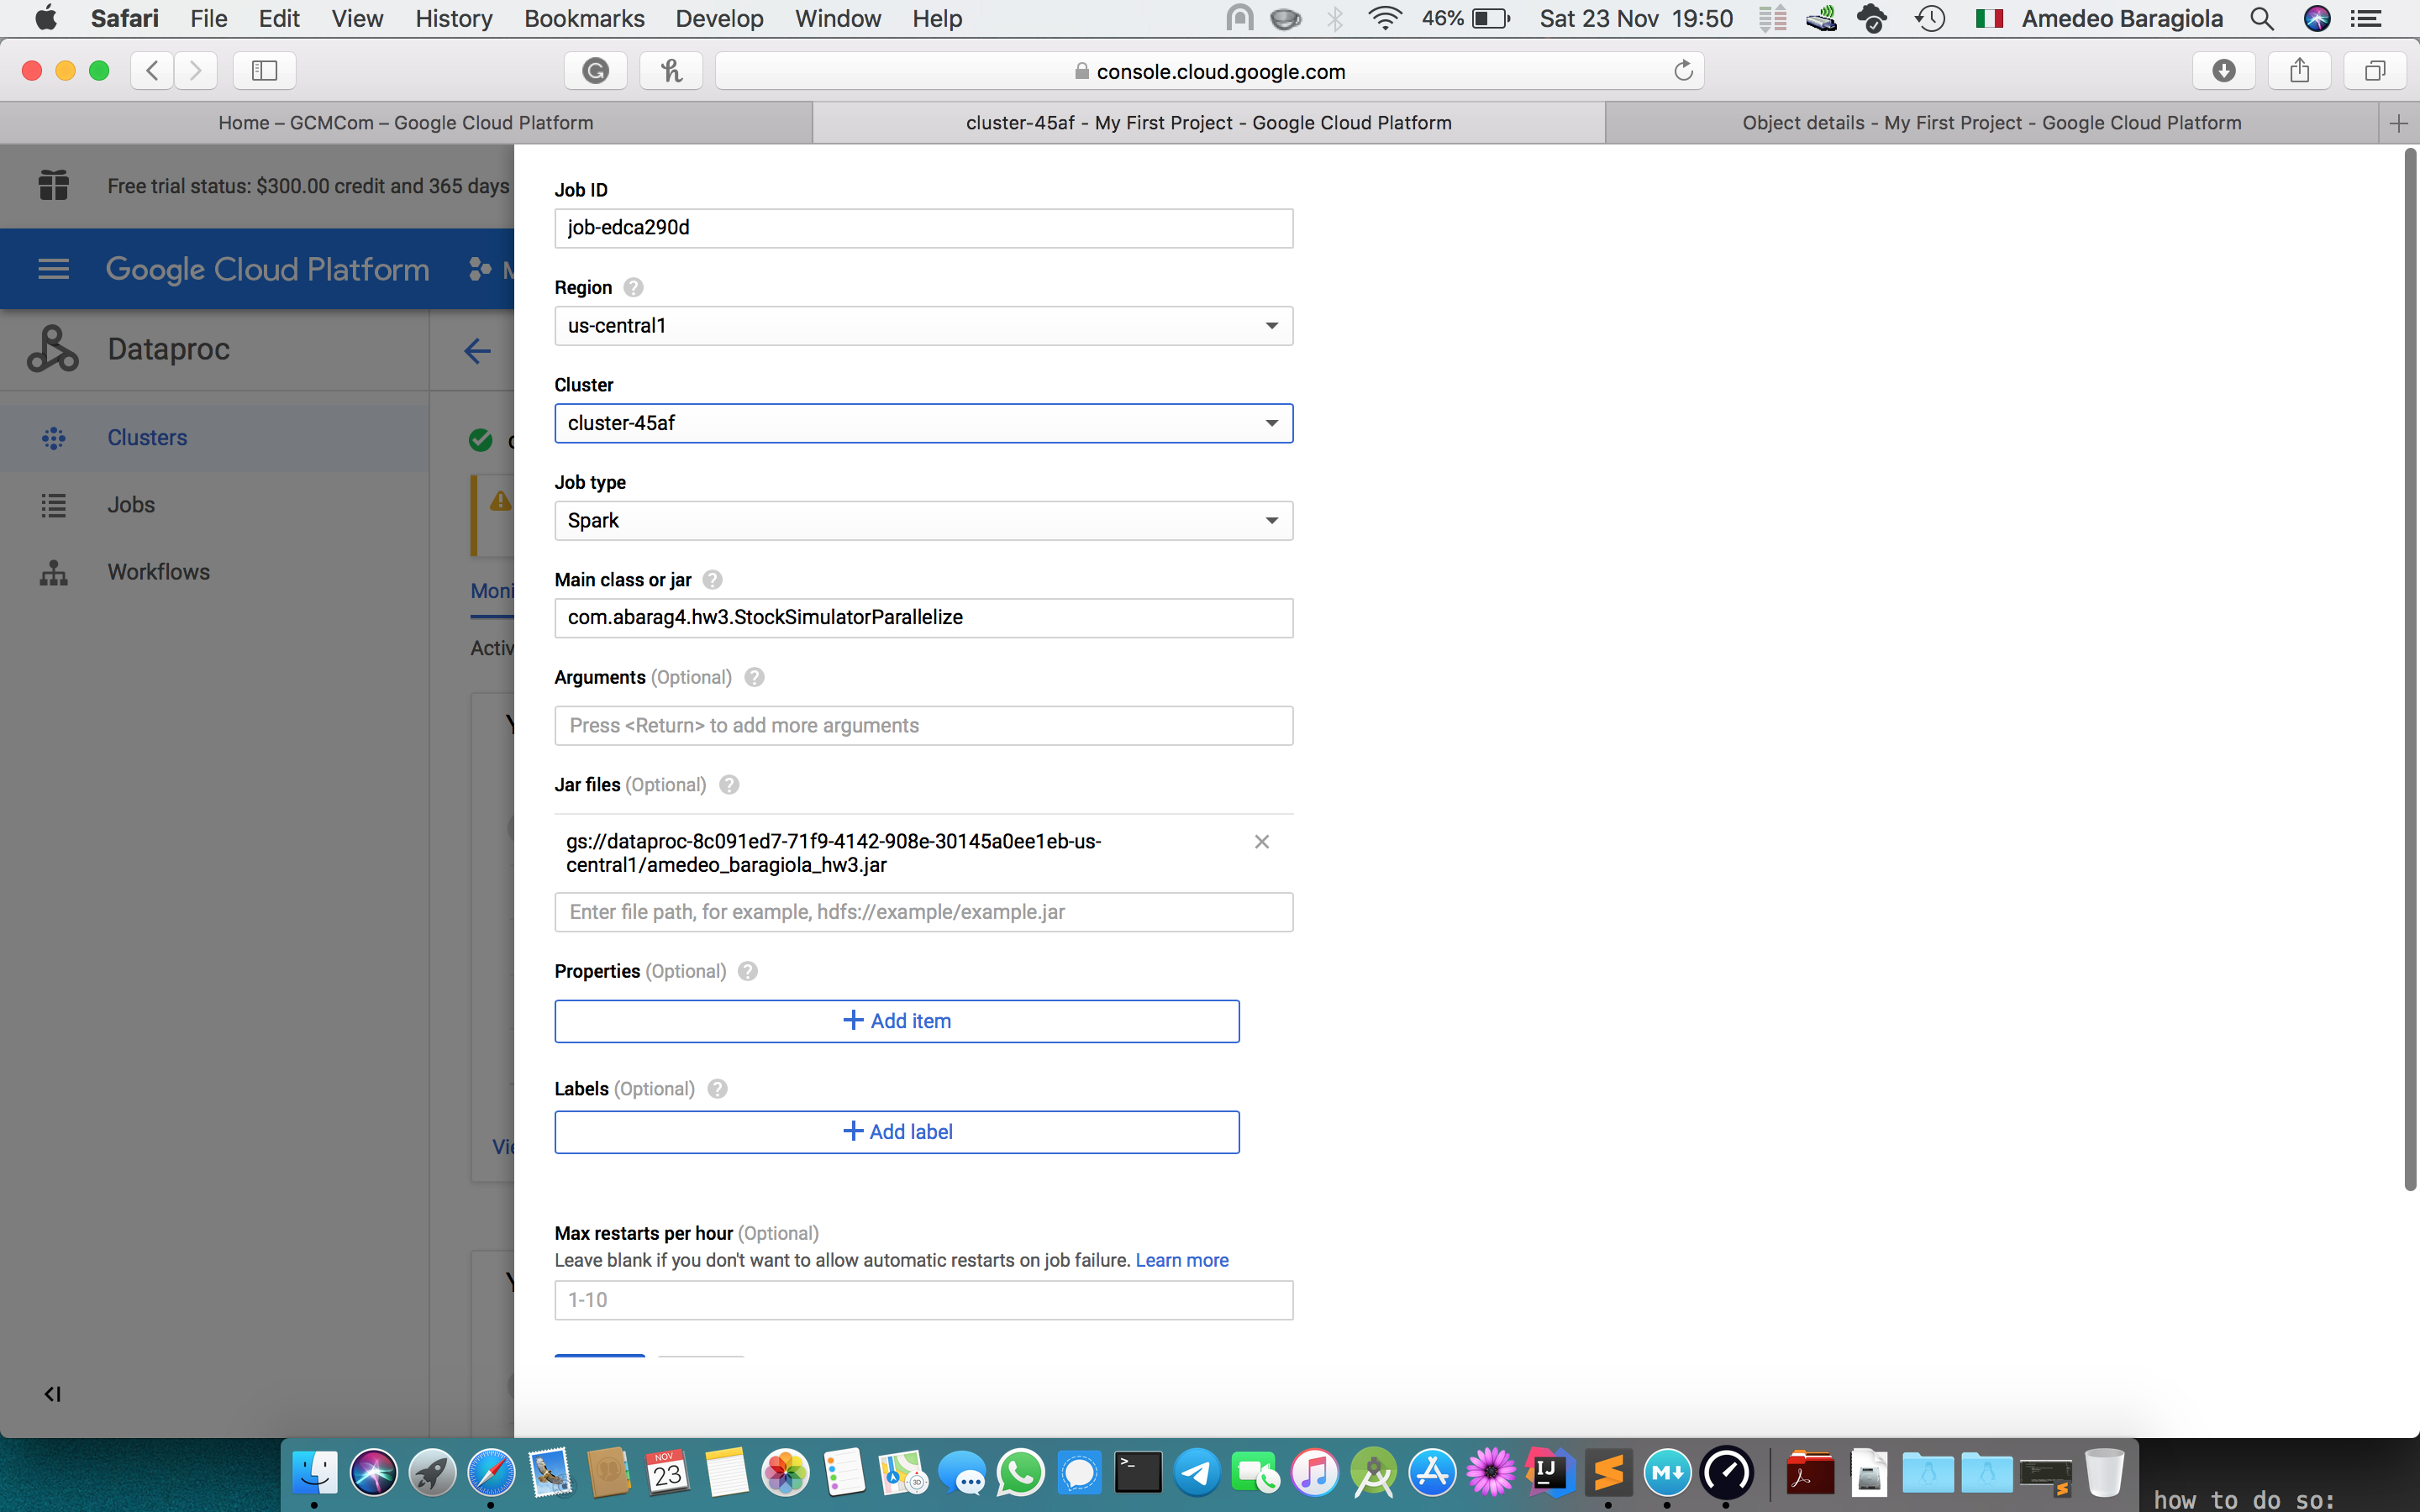 Safari File Edit View History Bookmarks Develop Window Help 46% Sat 23 Nov 19:50 Amedeo Baragiola
console.cloud.google.com
Home – GCMCom – Google Cloud Platform
cluster-45af - My First Project - Google Cloud Platform
Object details - My First Project - Google Cloud Platform
Free trial status: $300.00 credit and 365 days
Google Cloud Platform
Dataproc
Clusters
Jobs
Workflows
Moni
Activ
Vie
Job ID
job-edca290d
Region
us-central1
Cluster
cluster-45af
Job type
Spark
Main class or jar
com.abarag4.hw3.StockSimulatorParallelize
Arguments (Optional)
Press <Return> to add more arguments
Jar files (Optional)
gs://dataproc-8c091ed7-71f9-4142-908e-30145a0ee1eb-us-
central1/amedeo_baragiola_hw3.jar
Enter file path, for example, hdfs://example/example.jar
Properties (Optional)
Add item
Labels (Optional)
Add label
Max restarts per hour (Optional)
Leave blank if you don't want to allow automatic restarts on job failure. Learn more
1-10
NOV
23
IJ
how to do so: